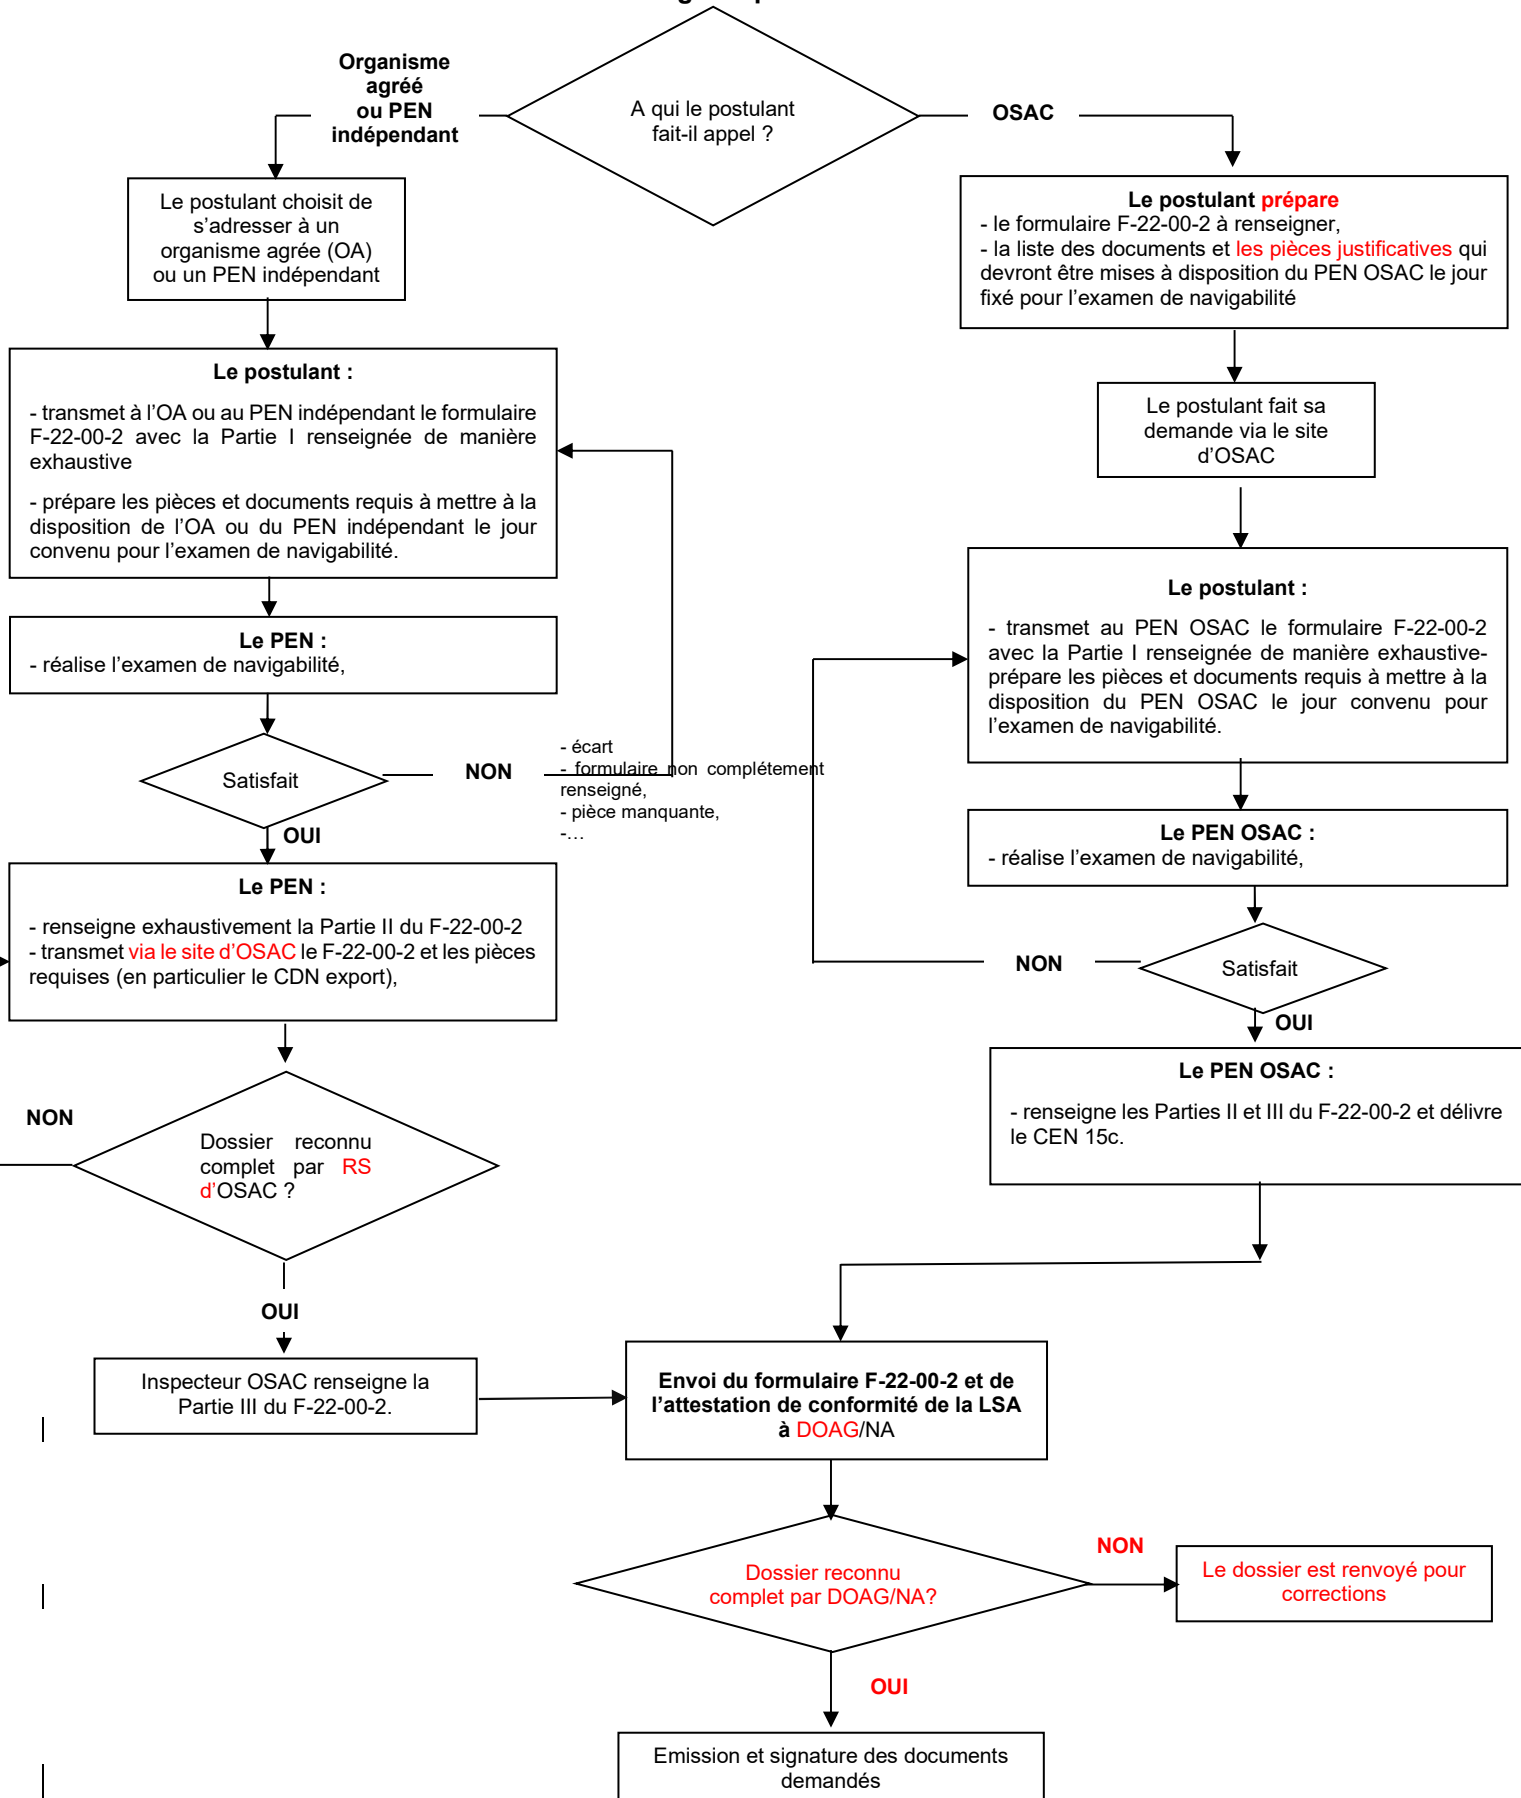 Organisme
agréé
ou PEN
indépendant
A qui le postulant
fait-il appel ?
OSAC
Le postulant choisit de
s’adresser à un
organisme agrée (OA)
ou un PEN indépendant
Le postulant prépare
- le formulaire F-22-00-2 à renseigner,
- la liste des documents et les pièces justificatives qui
devront être mises à disposition du PEN OSAC le jour
fixé pour l’examen de navigabilité
Le postulant :
- transmet à l’OA ou au PEN indépendant le formulaire
F-22-00-2 avec la Partie I renseignée de manière
exhaustive
- prépare les pièces et documents requis à mettre à la
disposition de l’OA ou du PEN indépendant le jour
convenu pour l’examen de navigabilité.
Le postulant fait sa
demande via le site
d’OSAC
Le postulant :
- transmet au PEN OSAC le formulaire F-22-00-2
avec la Partie I renseignée de manière exhaustive-
prépare les pièces et documents requis à mettre à la
disposition du PEN OSAC le jour convenu pour
l’examen de navigabilité.
Le PEN :
- réalise l’examen de navigabilité,
Satisfait
NON
- écart
- formulaire non complétement
renseigné,
- pièce manquante,
-…
OUI
Le PEN OSAC :
- réalise l’examen de navigabilité,
Le PEN :
- renseigne exhaustivement la Partie II du F-22-00-2
- transmet via le site d’OSAC le F-22-00-2 et les pièces
requises (en particulier le CDN export),
NON
Satisfait
OUI
Le PEN OSAC :
- renseigne les Parties II et III du F-22-00-2 et délivre
le CEN 15c.
NON
Dossier reconnu
complet par RS
d’OSAC ?
OUI
Inspecteur OSAC renseigne la
Partie III du F-22-00-2.
Envoi du formulaire F-22-00-2 et de
l’attestation de conformité de la LSA
à DOAG/NA
Dossier reconnu
complet par DOAG/NA?
NON
Le dossier est renvoyé pour
corrections
OUI
Emission et signature des documents
demandés